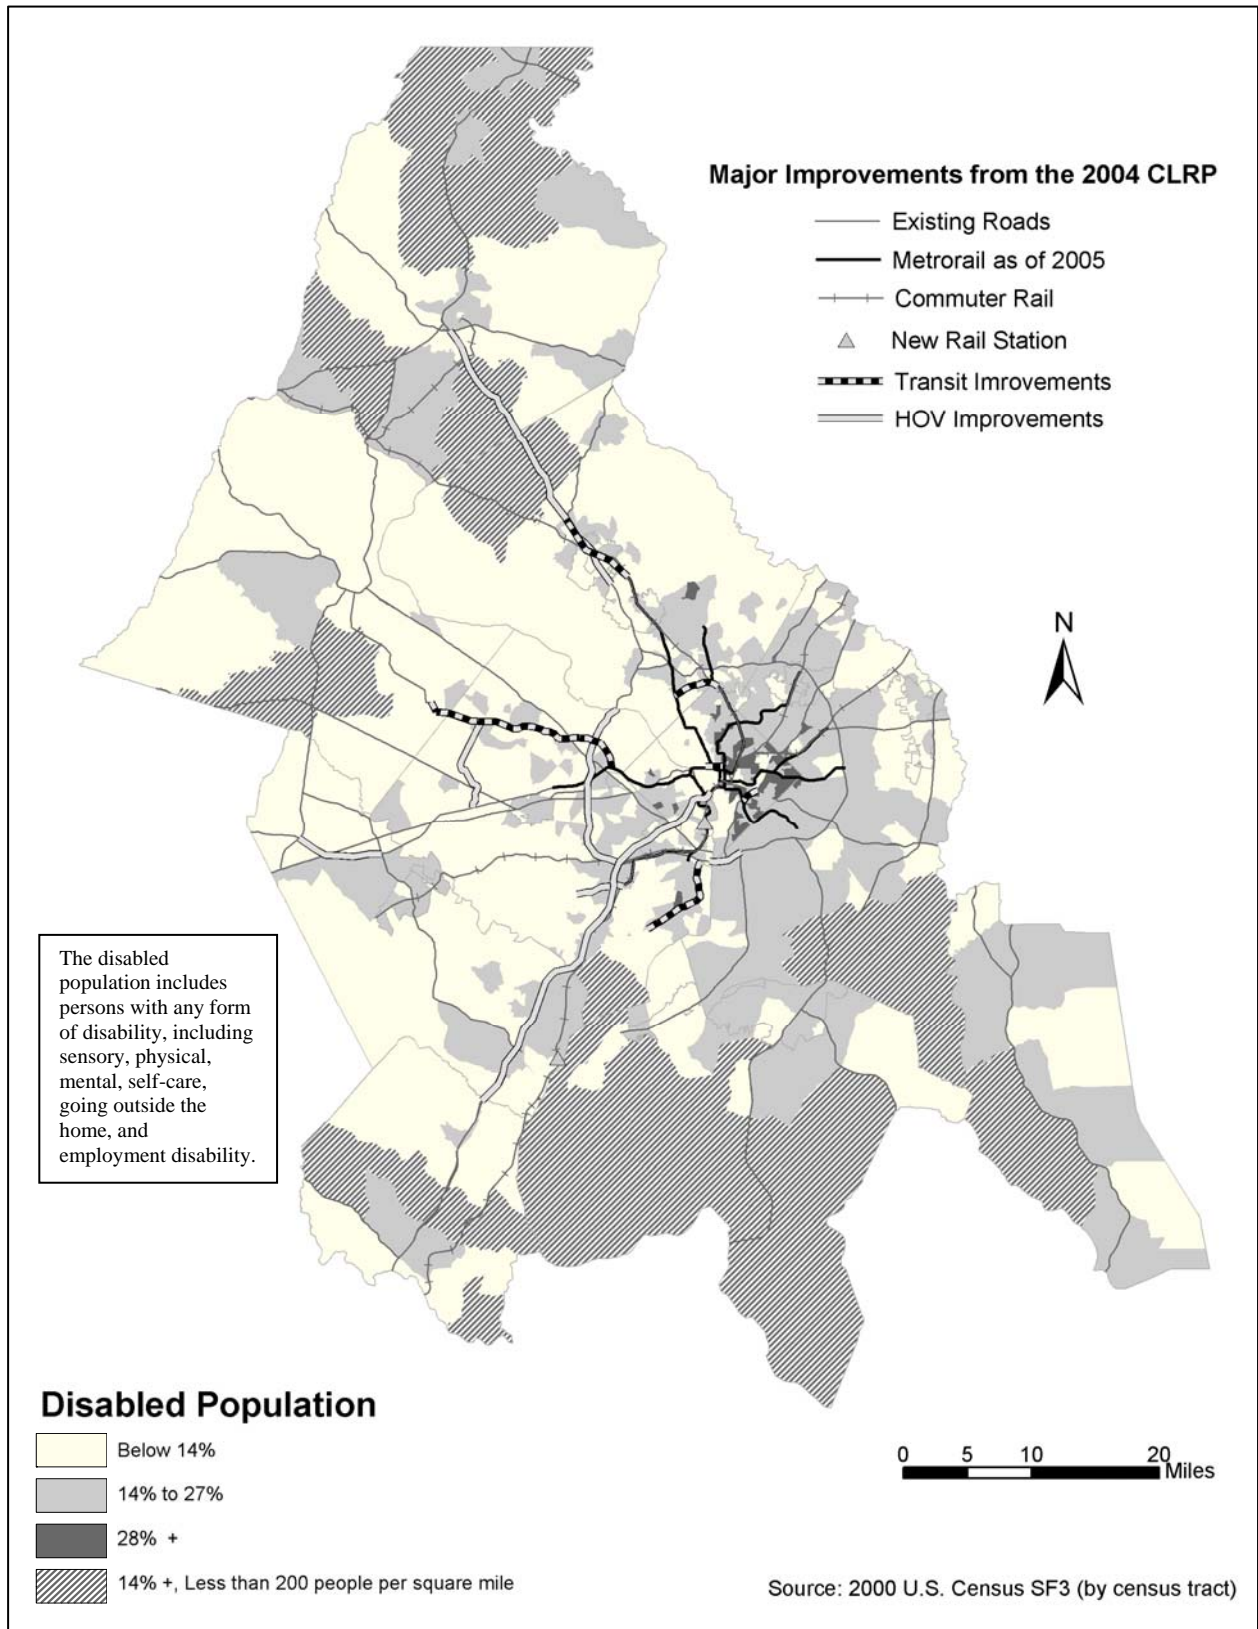 Major Improvements from the 2004 CLRP
Existing Roads
Metrorail as of 2005
Commuter Rail
New Rail Station
Transit Imrovements
HOV Improvements
N
The disabled
population includes
persons with any form
of disability, including
sensory, physical,
mental, self-care,
going outside the
home, and
employment disability.
Disabled Population
Below 14%
14% to 27%
28% +
14% +, Less than 200 people per square mile
0 5 10 20
Miles
Source: 2000 U.S. Census SF3 (by census tract)